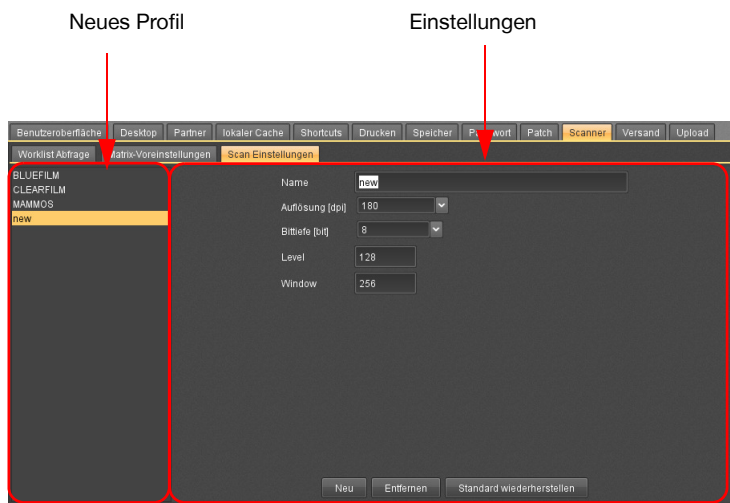 Neues Profil Einstellungen
Benutzeroberfläche Desktop Partner lokaler Cache Shortcuts Drucken Speicher Passwort Patch Scanner Versand Upload
Worklist Abfrage Matrix-Voreinstellungen Scan Einstellungen
BLUEFILM
CLEARFILM
MAMMOS
new
Name new
Auflösung [dpi] 180
Bittiefe [bit] 8
Level 128
Window 256
Neu Entfernen Standard wiederherstellen